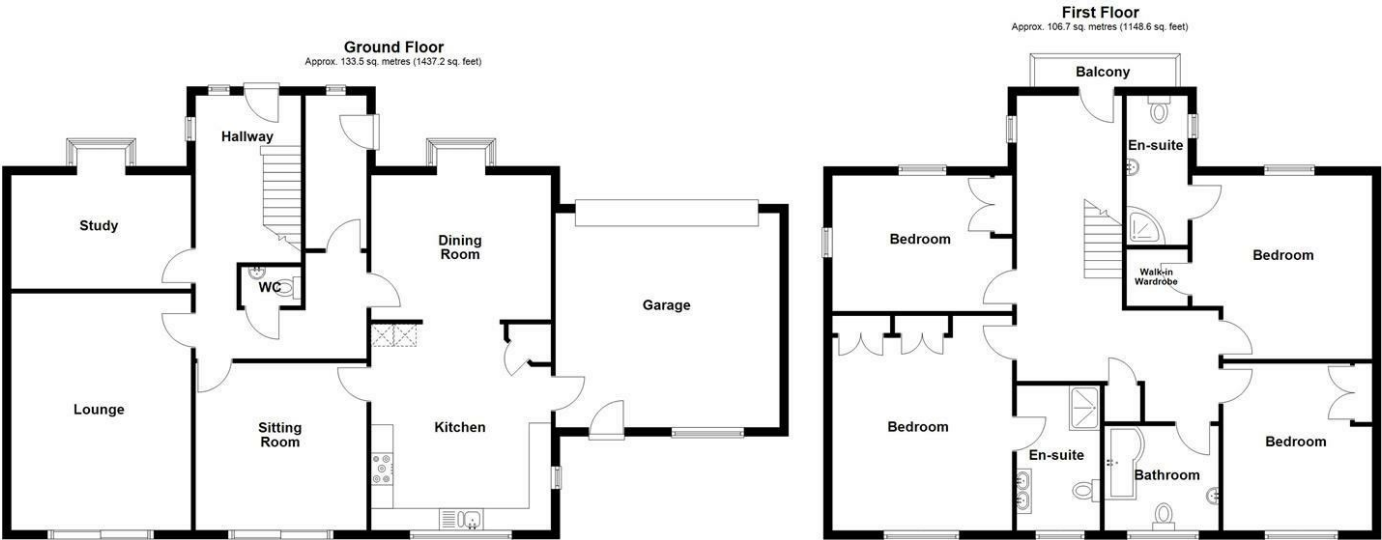 Ground Floor
Approx. 133.5 sq. metres (1437.2 sq. feet)
Hallway
Study
Dining
Room
WC
Garage
Lounge
Sitting
Room
Kitchen
First Floor
Approx. 106.7 sq. metres (1148.6 sq. feet)
Balcony
En-suite
Bedroom
Walk-in
Wardrobe
Bedroom
Bedroom
En-suite
Bathroom
Bedroom